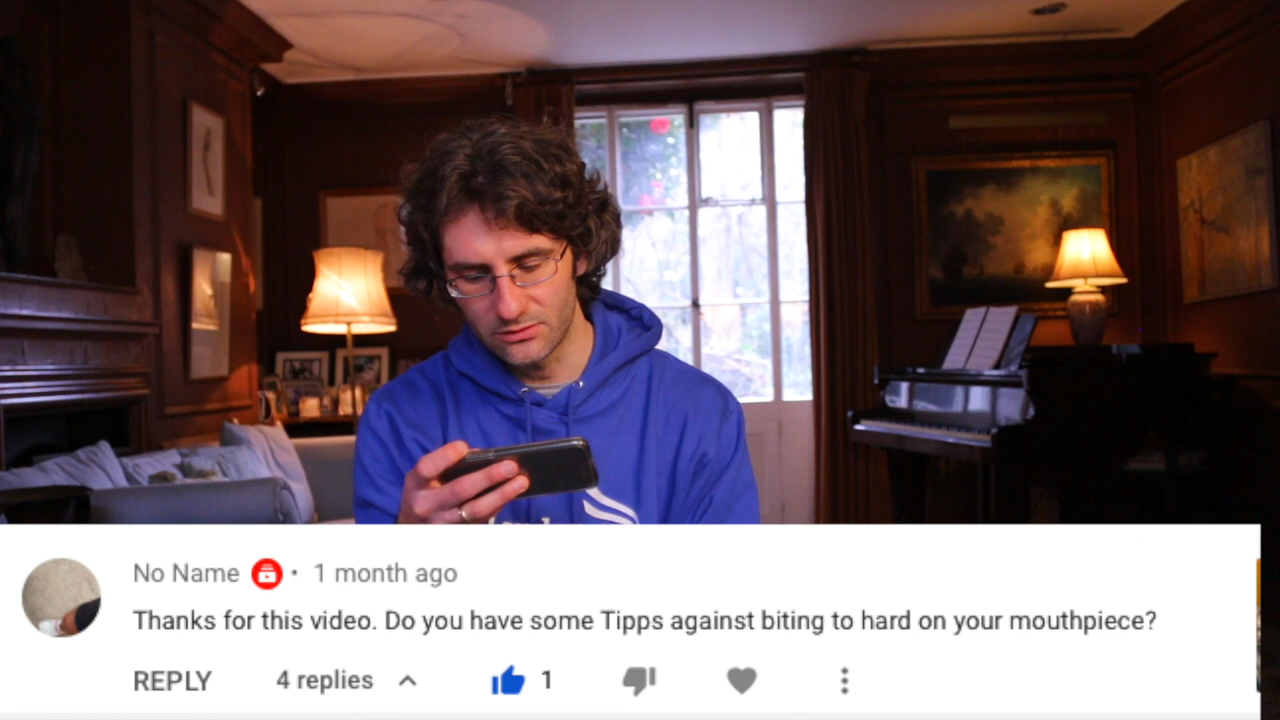 No Name • 1 month ago
Thanks for this video. Do you have some Tipps against biting to hard on your mouthpiece?
REPLY 4 replies 1